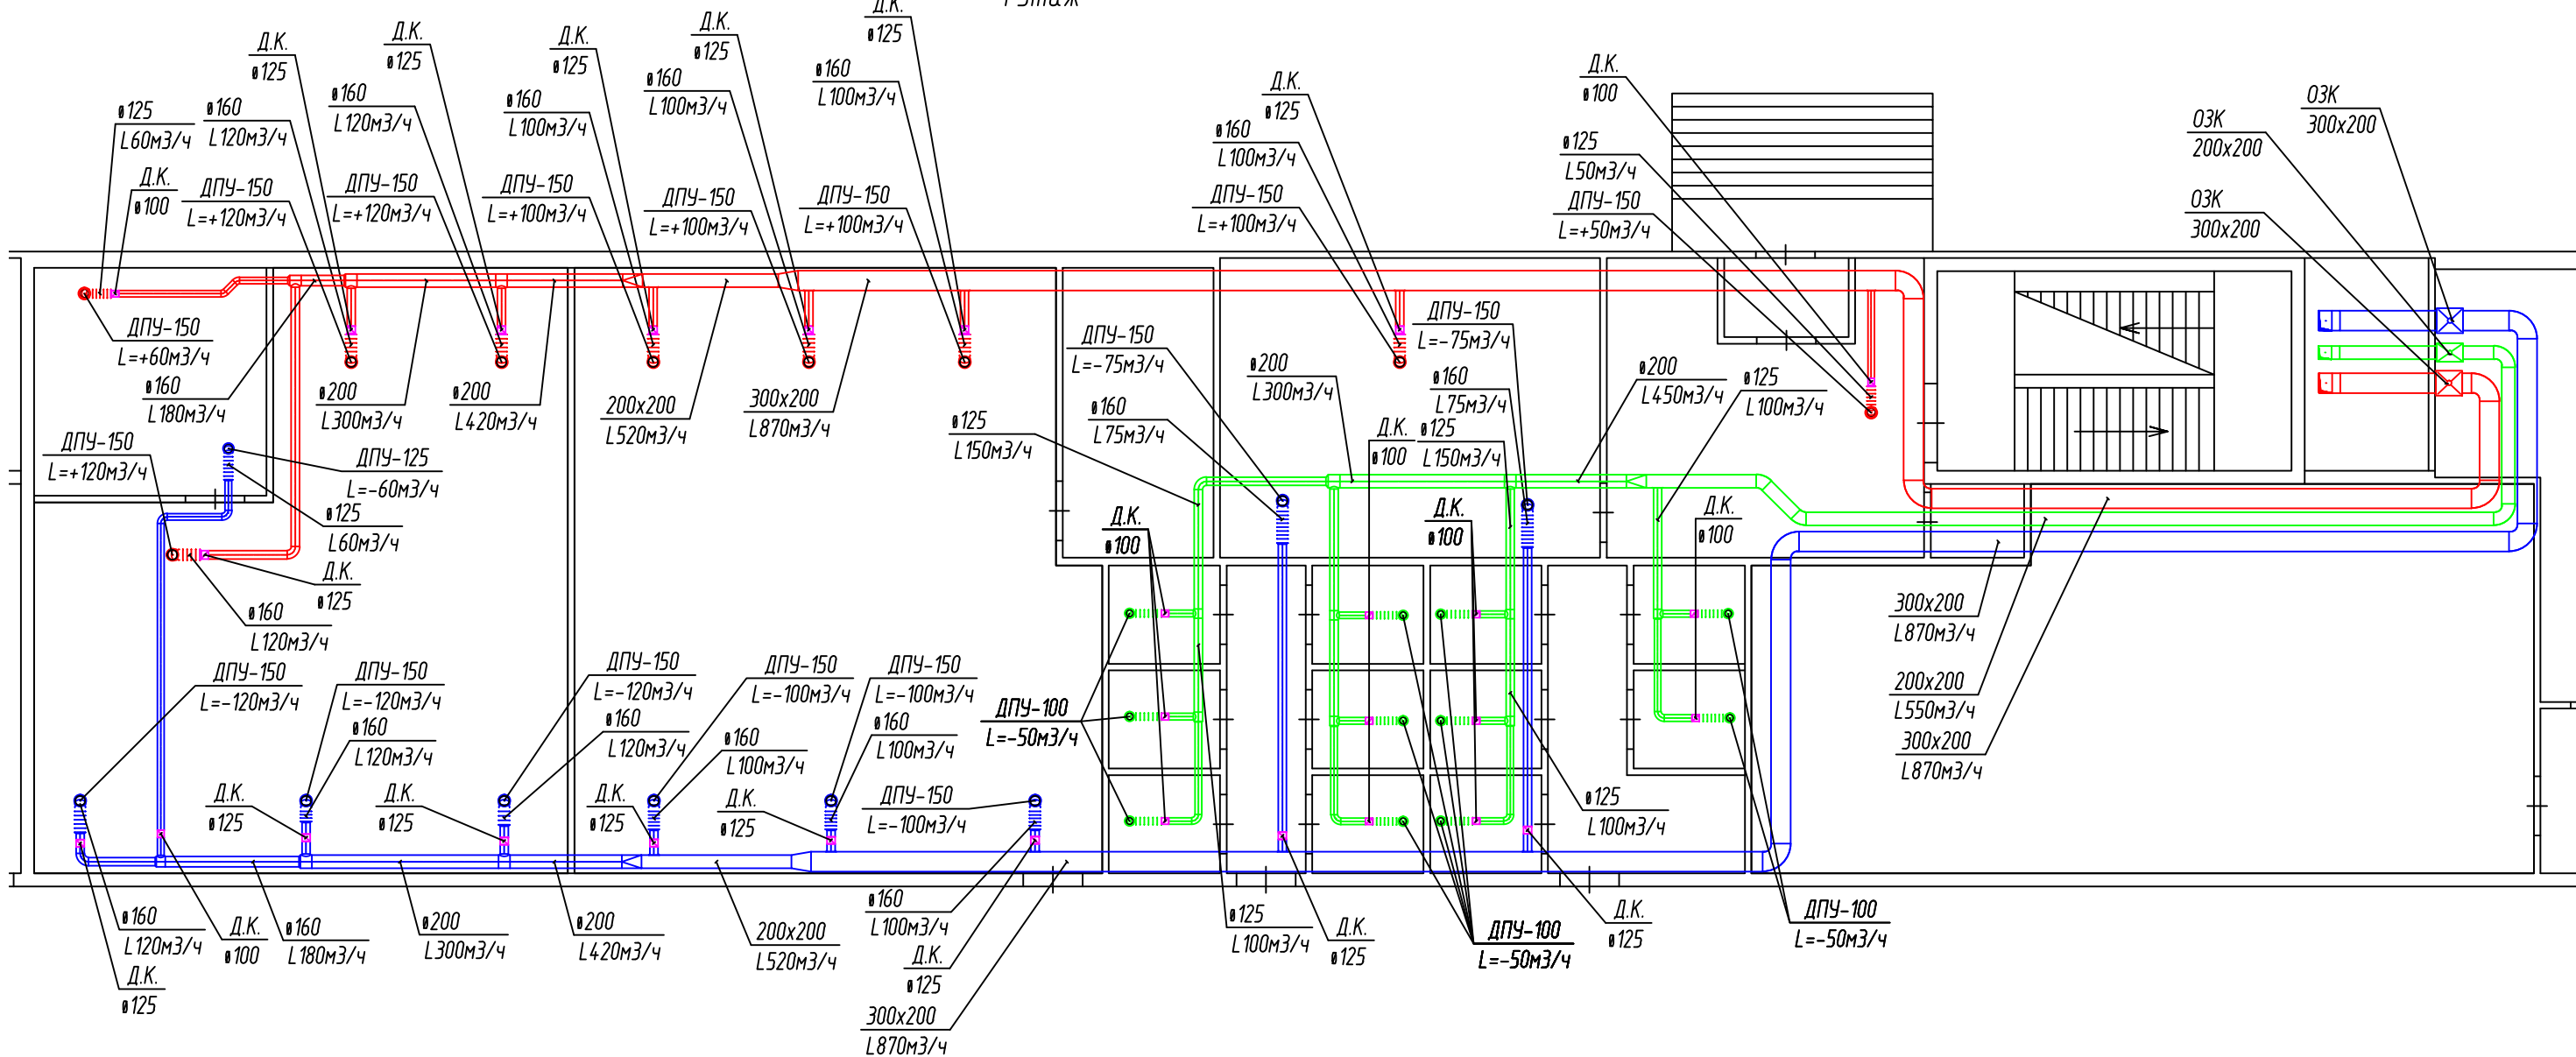 1 этаж
Д.К.
ø125
Д.К.
ø125
Д.К.
ø125
Д.К.
ø125
Д.К.
ø125
ø125
L60м3/ч
ø160
L120м3/ч
ø160
L120м3/ч
ø160
L100м3/ч
ø160
L100м3/ч
ø160
L100м3/ч
Д.К.
ø100
ДПУ-150
L=+120м3/ч
ДПУ-150
L=+120м3/ч
ДПУ-150
L=+100м3/ч
ДПУ-150
L=+100м3/ч
ДПУ-150
L=+100м3/ч
Д.К.
ø125
ø160
L100м3/ч
ДПУ-150
L=+100м3/ч
Д.К.
ø100
ø125
L50м3/ч
ДПУ-150
L=+50м3/ч
ОЗК
300х200
ОЗК
200х200
ОЗК
300х200
ДПУ-150
L=+60м3/ч
ø160
L180м3/ч
ø200
L300м3/ч
ø200
L420м3/ч
200х200
L520м3/ч
300х200
L870м3/ч
ДПУ-150
L=-75м3/ч
ø160
L75м3/ч
ø125
L150м3/ч
ø200
L300м3/ч
ДПУ-150
L=-75м3/ч
ø160
L75м3/ч
Д.К.
ø100
ø125
L150м3/ч
ø200
L450м3/ч
ø125
L100м3/ч
ДПУ-150
L=+120м3/ч
ДПУ-125
L=-60м3/ч
ø125
L60м3/ч
Д.К.
ø125
ø160
L120м3/ч
Д.К.
ø100
Д.К.
ø100
Д.К.
ø100
300х200
L870м3/ч
200х200
L550м3/ч
300х200
L870м3/ч
ДПУ-150
L=-120м3/ч
ДПУ-150
L=-120м3/ч
ø160
L120м3/ч
ДПУ-150
L=-120м3/ч
ø160
L120м3/ч
ДПУ-150
L=-100м3/ч
ø160
L100м3/ч
ДПУ-150
L=-100м3/ч
ø160
L100м3/ч
ДПУ-100
L=-50м3/ч
Д.К.
ø125
Д.К.
ø125
Д.К.
ø125
Д.К.
ø125
ДПУ-150
L=-100м3/ч
ø125
L100м3/ч
ø160
L120м3/ч
Д.К.
ø125
Д.К.
ø100
ø160
L180м3/ч
ø200
L300м3/ч
ø200
L420м3/ч
200х200
L520м3/ч
ø160
L100м3/ч
Д.К.
ø125
300х200
L870м3/ч
ø125
L100м3/ч
Д.К.
ø125
ДПУ-100
L=-50м3/ч
Д.К.
ø125
ДПУ-100
L=-50м3/ч